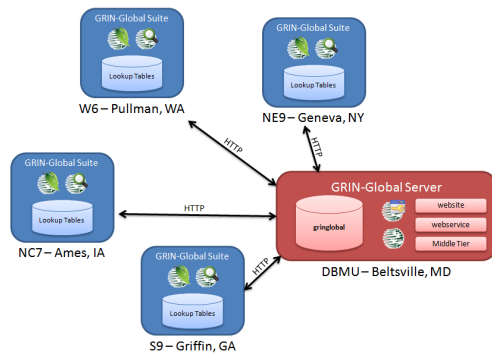 GRIN-Global Suite
Lookup Tables
W6 – Pullman, WA
GRIN-Global Suite
Lookup Tables
NE9 – Geneva, NY
HTTP
HTTP
GRIN-Global Suite
Lookup Tables
NC7 – Ames, IA
HTTP
GRIN-Global Server
gringlobal
website
webservice
Middle Tier
DBMU – Beltsville, MD
HTTP
GRIN-Global Suite
Lookup Tables
S9 – Griffin, GA